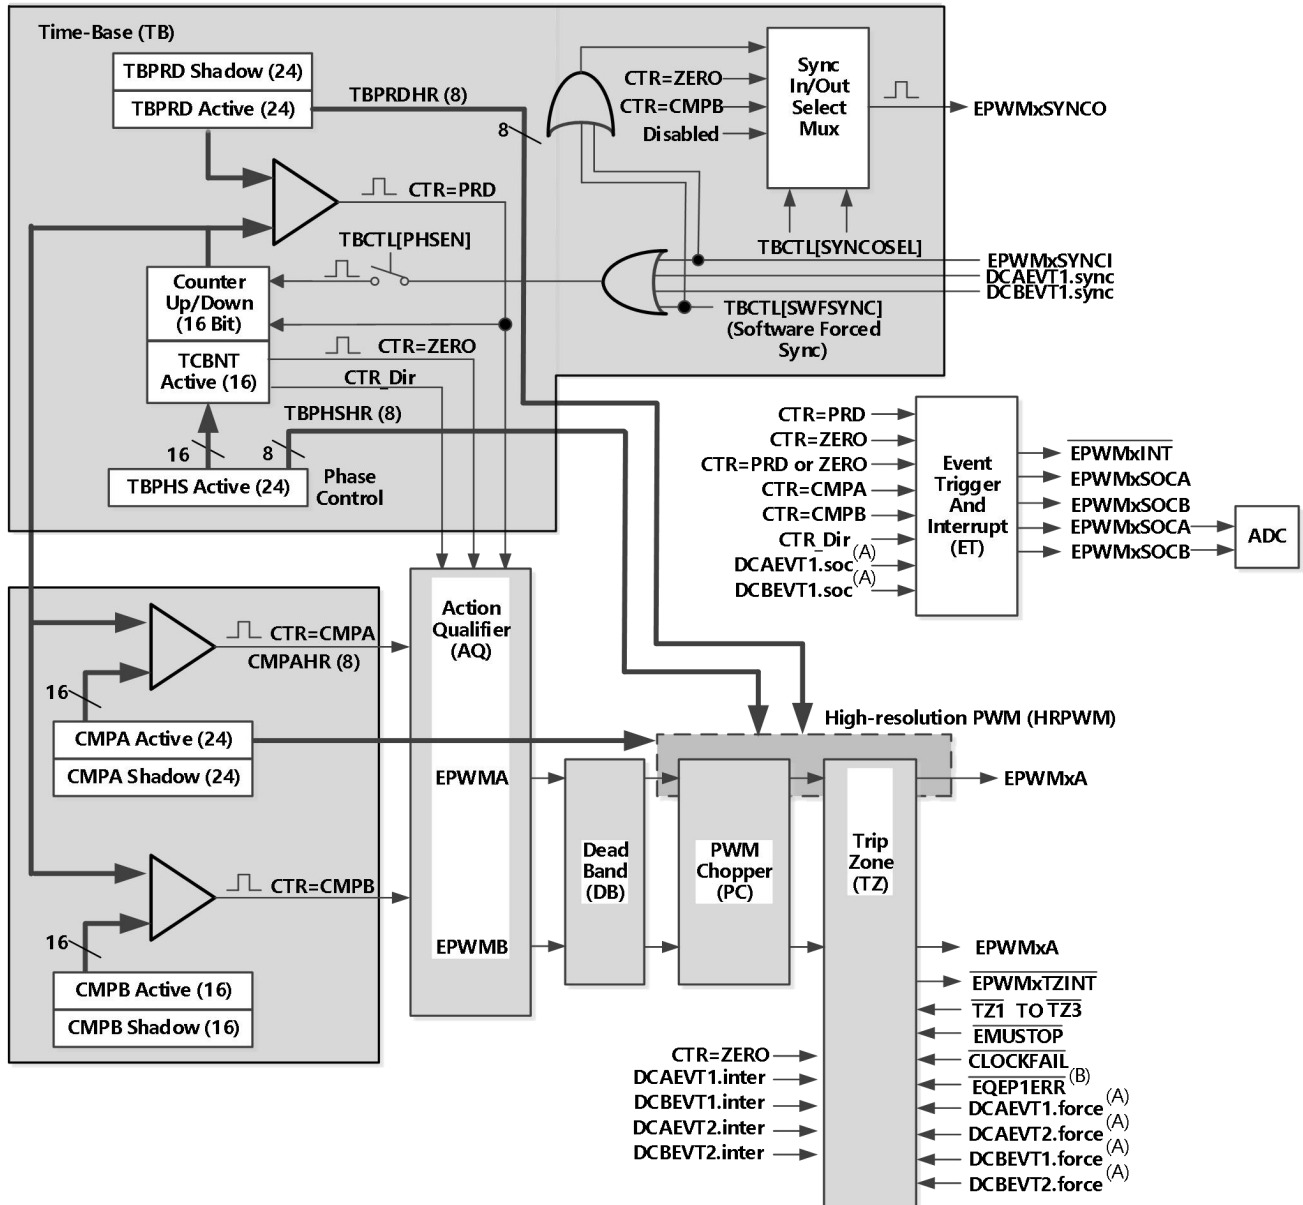 Time-Base (TB)
TBPRD Shadow (24)
TBPRD Active (24)
TBPRDHR (8)
8
CTR=PRD
TBCTL[PHSEN]
Counter
Up/Down
(16 Bit)
TCBNT
Active (16)
CTR=ZERO
CTR_Dir
TBPHSHR (8)
16
8
TBPHS Active (24)
Phase
Control
CTR=ZERO
CTR=CMPB
Disabled
Sync
In/Out
Select
Mux
EPWMxSYNCO
TBCTL[SYNCOSEL]
EPWMxSYNCI
DCAEVT1.sync
DCBEVT1.sync
TBCTL[SWFSYNC]
(Software Forced
Sync)
CTR=PRD
CTR=ZERO
CTR=PRD or ZERO
CTR=CMPA
CTR=CMPB
CTR_Dir
DCAEVT1.soc(A)
DCBEVT1.soc(A)
Event
Trigger
And
Interrupt
(ET)
EPWMxINT
EPWMxSOCA
EPWMxSOCB
EPWMxSOCA
EPWMxSOCB
ADC
CTR=CMPA
CMPAHR (8)
16
CMPA Active (24)
CMPA Shadow (24)
CTR=CMPB
16
CMPB Active (16)
CMPB Shadow (16)
Action
Qualifier
(AQ)
EPWMA
EPWMB
High-resolution PWM (HRPWM)
Dead
Band
(DB)
PWM
Chopper
(PC)
Trip
Zone
(TZ)
EPWMxA
EPWMxA
EPWMxTZINT
TZ1 TO TZ3
EMUSTOP
CLOCKFAIL
EQEP1ERR(B)
DCAEVT1.force(A)
DCAEVT2.force(A)
DCBEVT1.force(A)
DCBEVT2.force(A)
CTR=ZERO
DCAEVT1.inter
DCBEVT1.inter
DCAEVT2.inter
DCBEVT2.inter